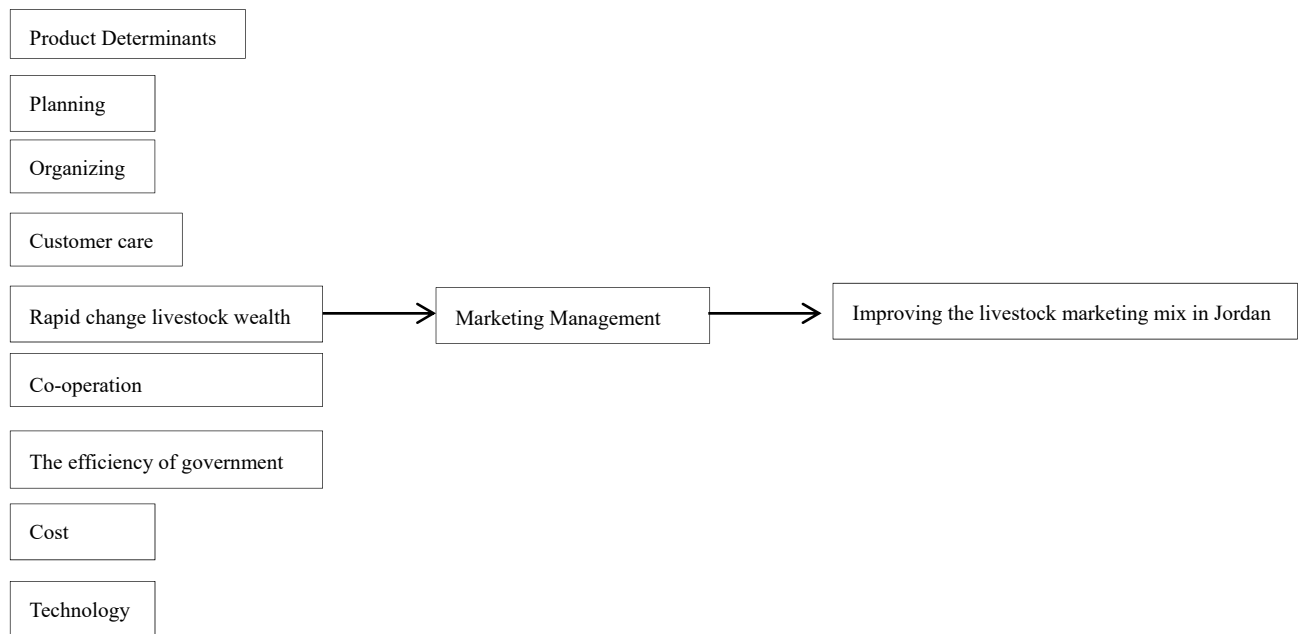 Product Determinants
Planning
Organizing
Customer care
Rapid change livestock wealth
Marketing Management
Improving the livestock marketing mix in Jordan
Co-operation
The efficiency of government
Cost
Technology